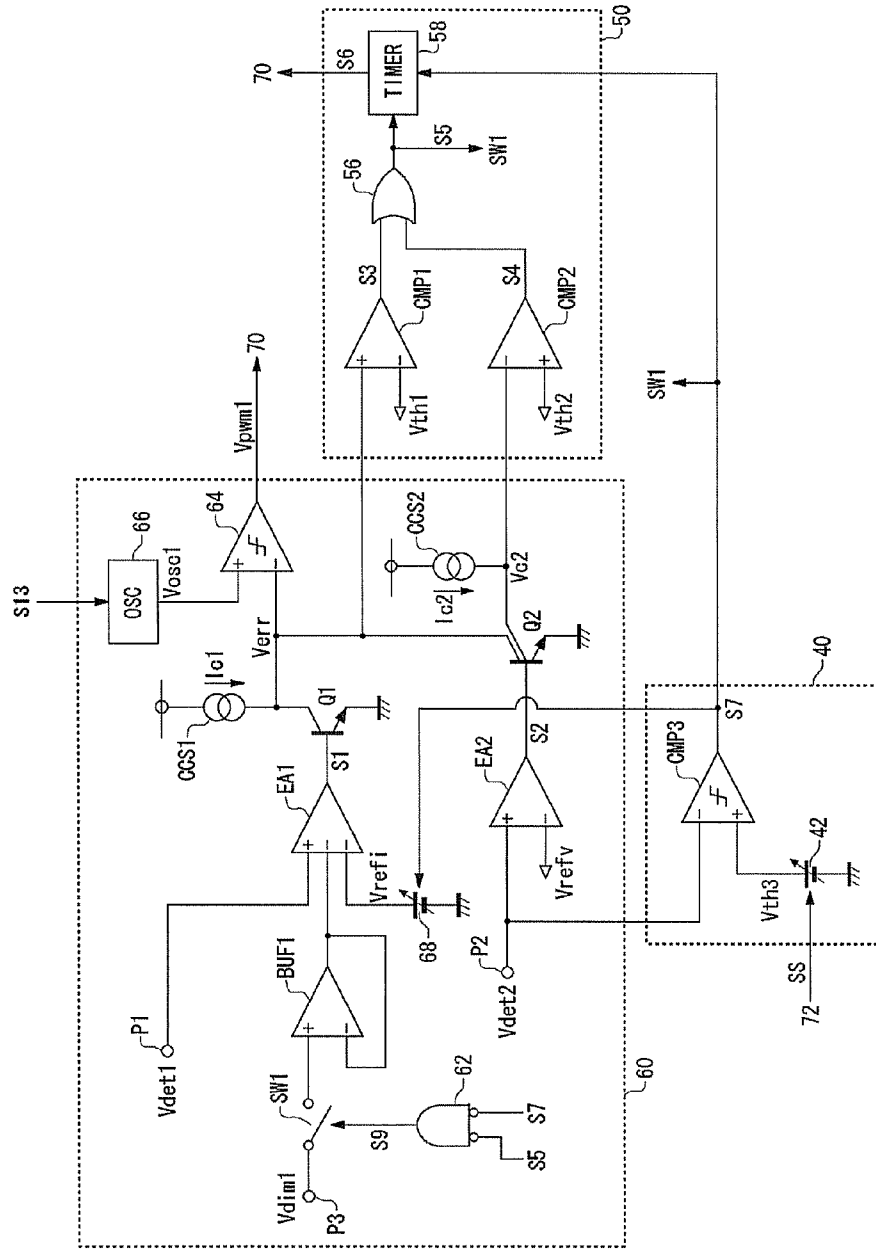 S13
66
OSC
Vosc1
64
Vpwm1
70
Verr
Ic1
CCS1
Q1
S1
EA1
Vrefi
68
BUF1
P1
Vdet1
SW1
Vdim1
P3
S9
62
S5
S7
60
CCS2
Ic2
Vc2
Q2
S2
EA2
Vrefv
P2
Vdet2
50
70
S6
TIMER
58
S5
SW1
56
S3
CMP1
Vth1
S4
CMP2
Vth2
SW1
40
S7
CMP3
Vth3
42
SS
72